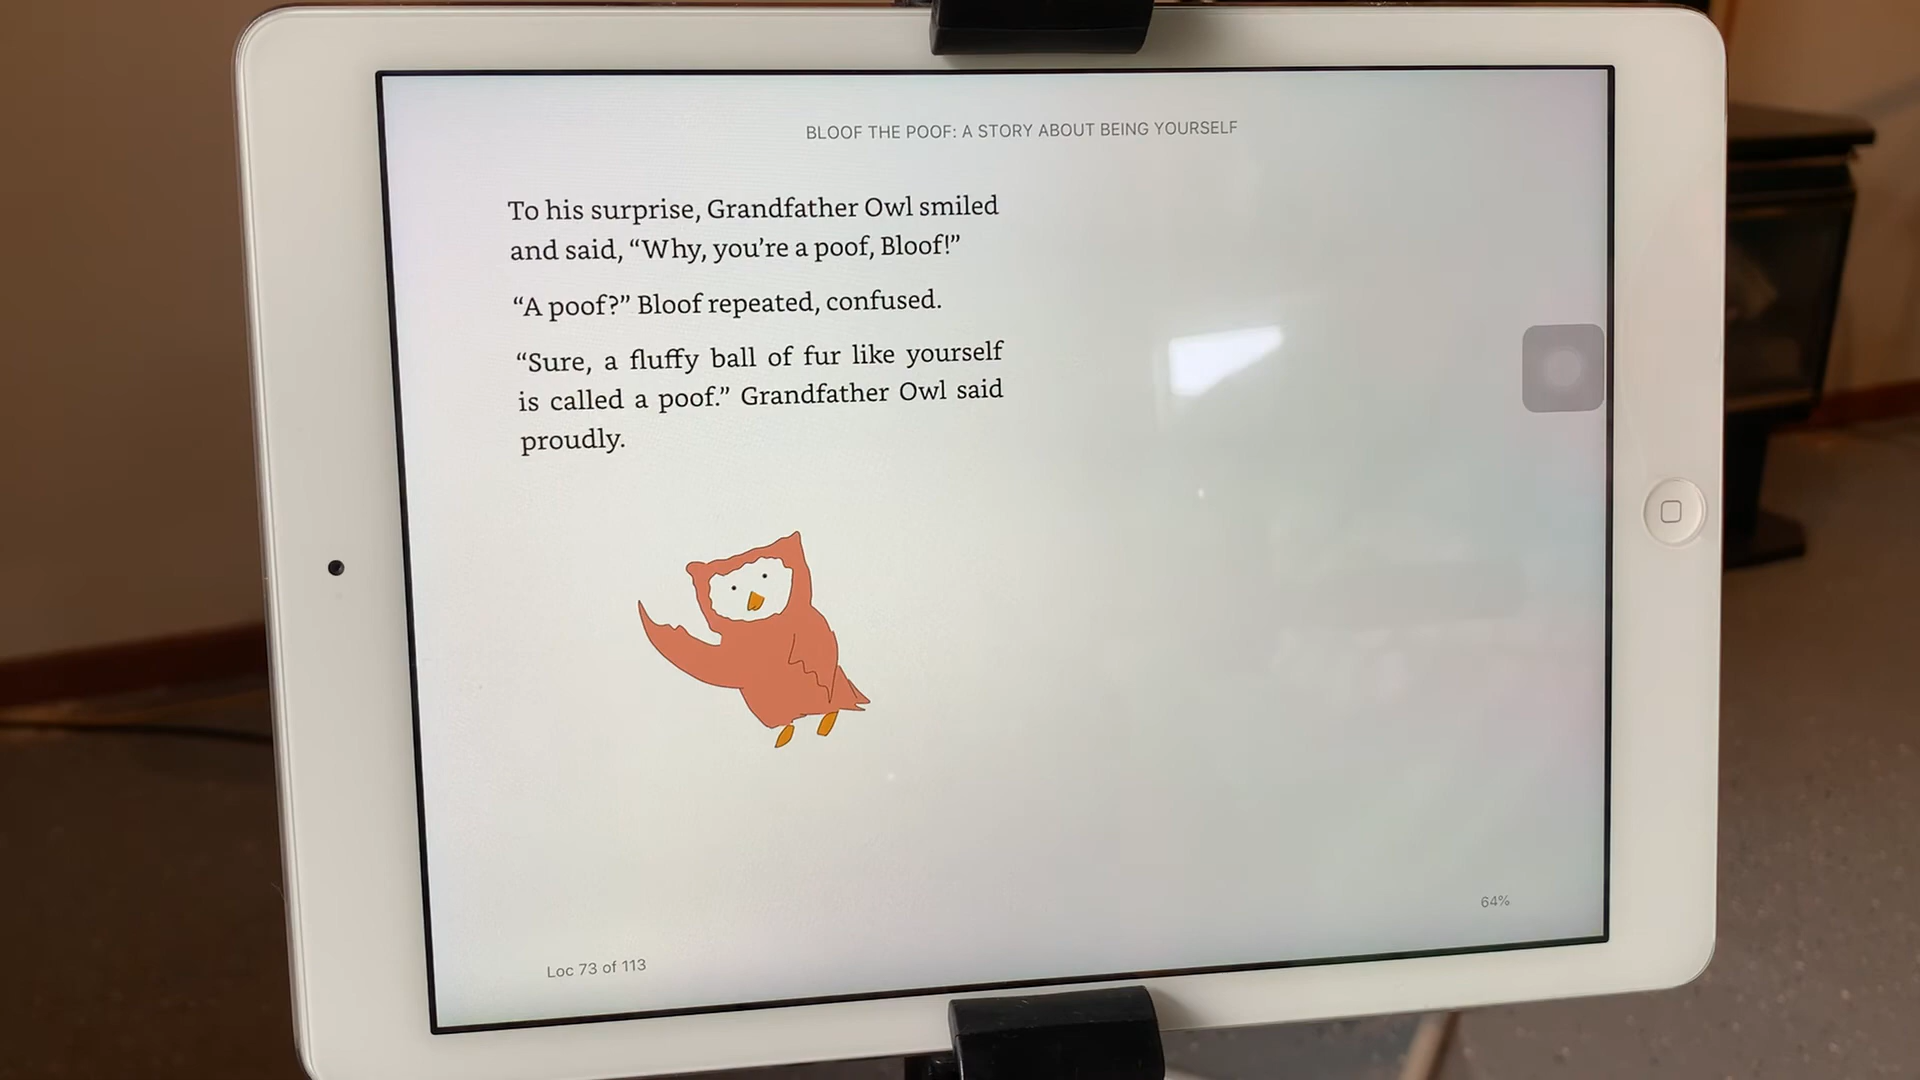 BLOOF THE POOF: A STORY ABOUT BEING YOURSELF
To his surprise, Grandfather Owl smiled
and said, “Why, you’re a poof, Bloof!”
“A poof?” Bloof repeated, confused.
“Sure, a fluffy ball of fur like yourself
is called a poof.” Grandfather Owl said
proudly.
64%
Loc 73 of 113